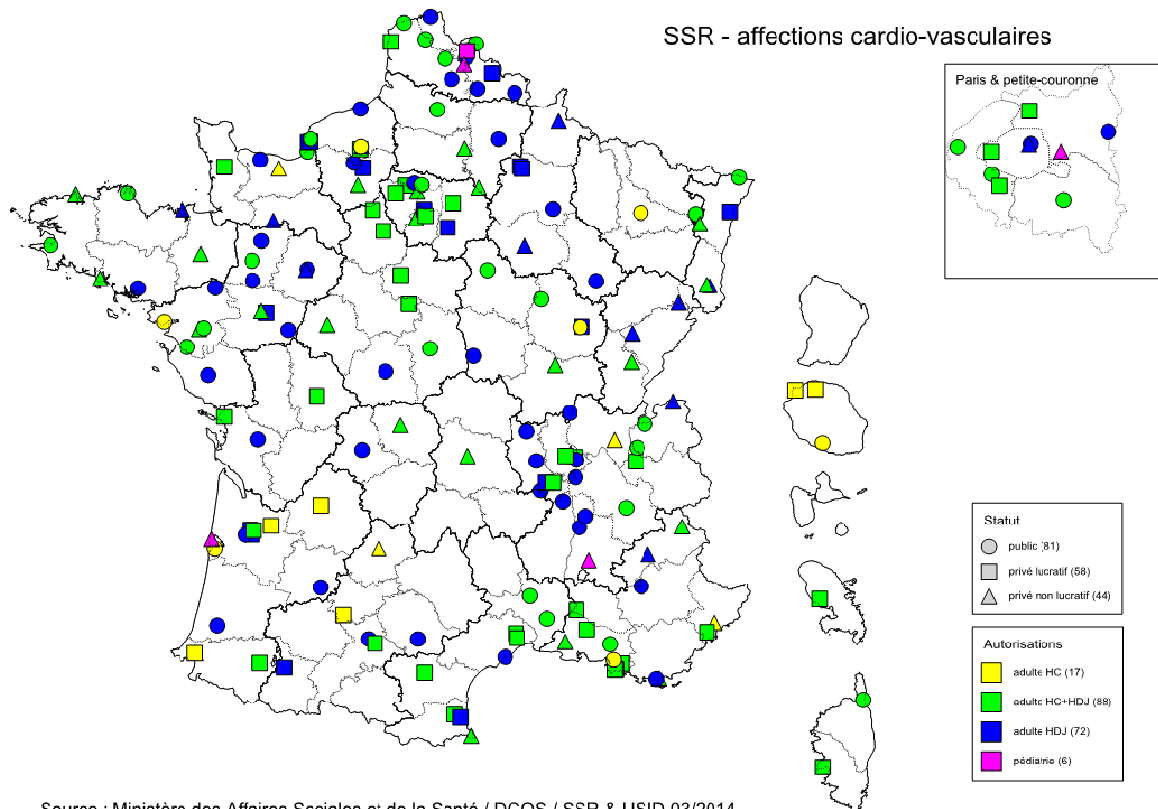 SSR - affections cardio-vasculaires
Paris & petite-couronne
Statut
public (81)
privé lucratif (58)
privé non lucratif (44)
Autorisations
adulte HC (17)
adulte HC+HDJ (88)
adulte HDJ (72)
pédiatrie (6)
Source : Ministère des Affaires Sociales et de la Santé / DGOS / SSR & USLD 03/2014